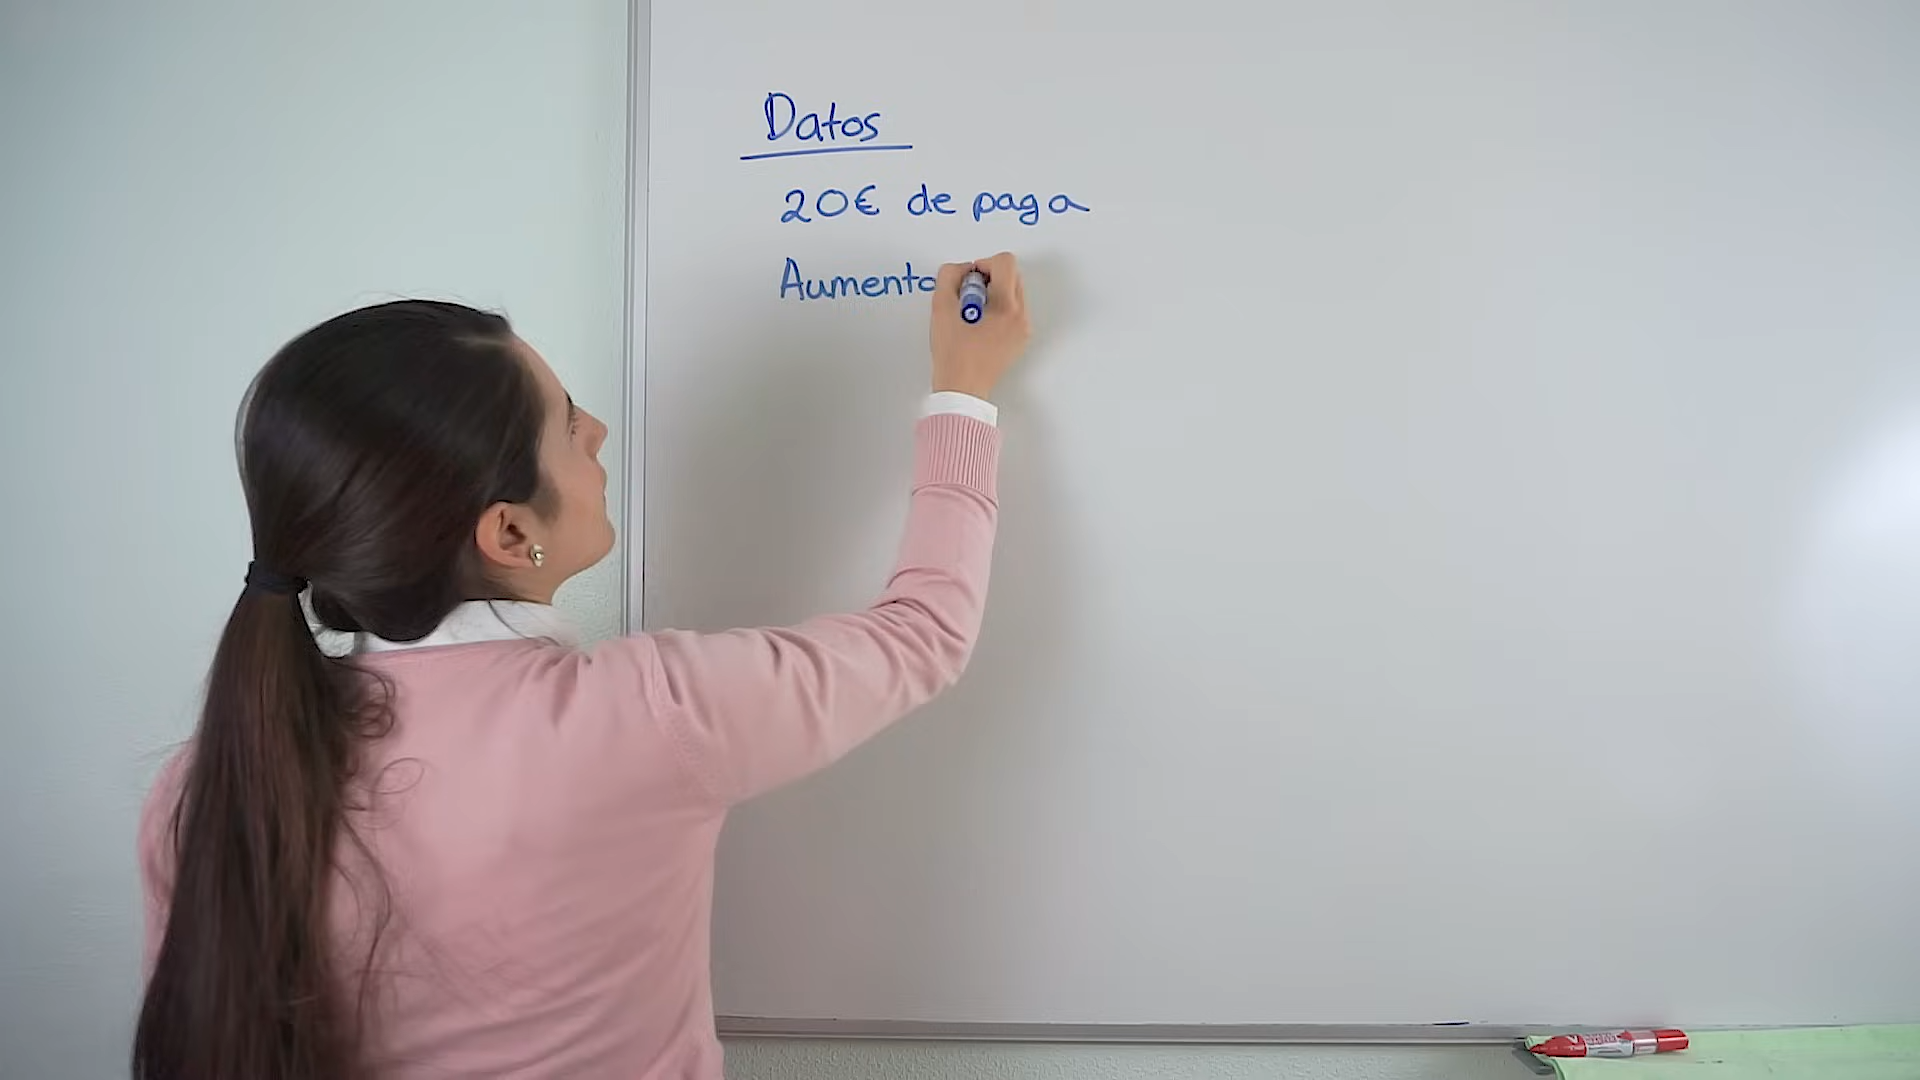 Datos
20€ de paga
Aumento